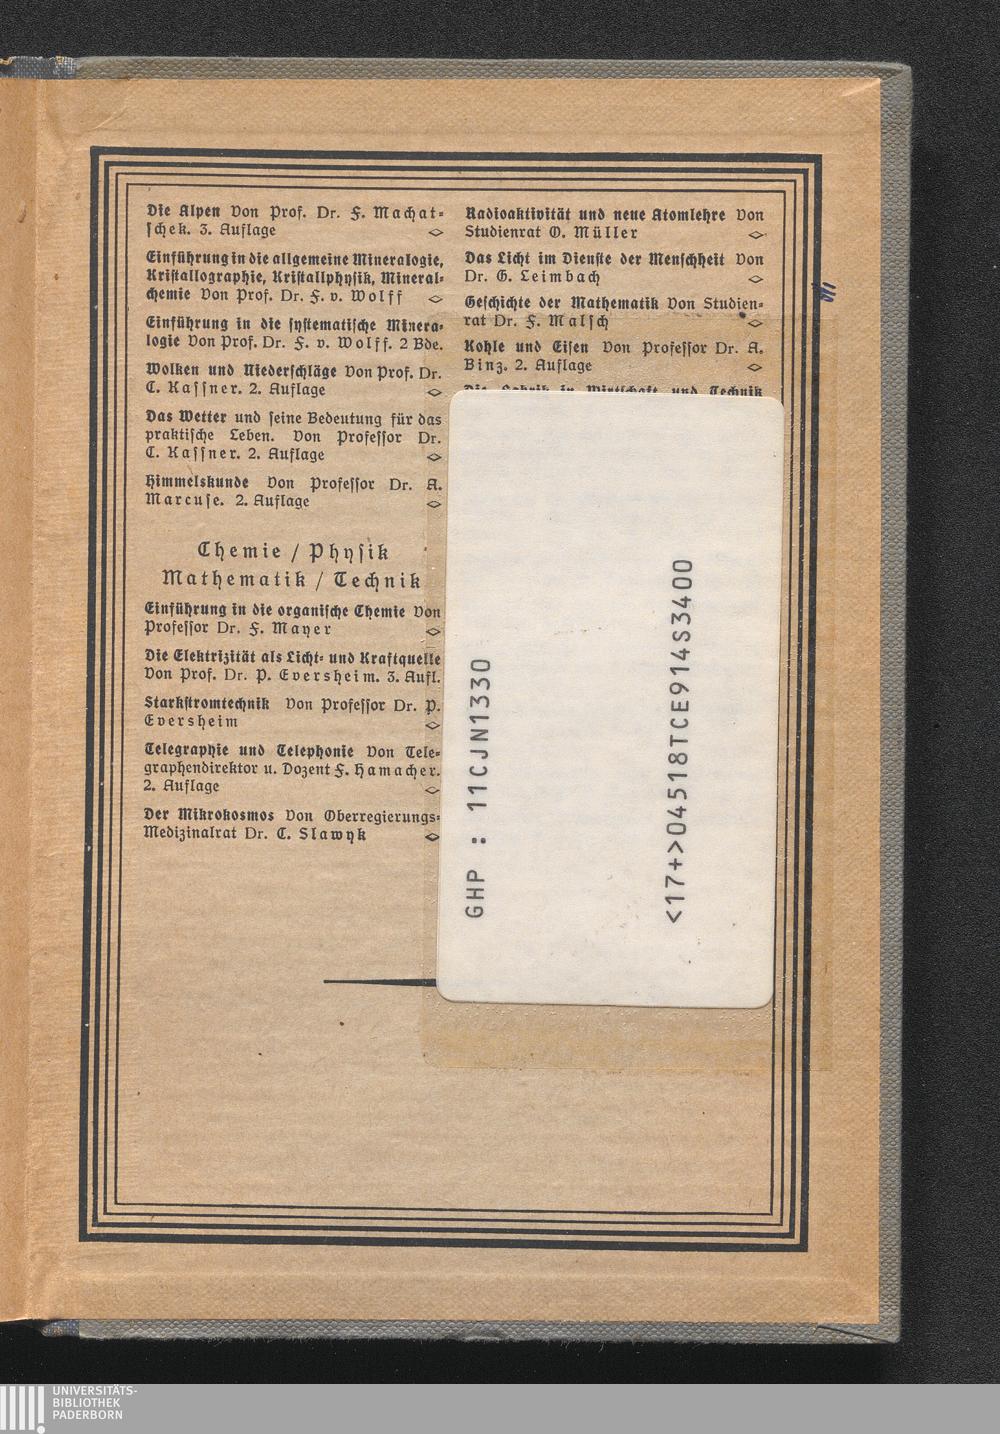 Die Alpen Von Prof. Dr. F. Machat-
schek. 3. Auflage
Einführung in die allgemeine Mineralogie,
Kristallographie, Kristallphysik, Mineral-
chemie Von Prof. Dr. F. v. Wolff
Einführung in die systematische Minera-
logie Von Prof. Dr. F. v. Wolff. 2 Bde.
Wolken und Niederschläge Von Prof. Dr.
C. Kassner. 2. Auflage
Das Wetter und seine Bedeutung für das
praktische Leben. Von Professor Dr.
C. Kassner. 2. Auflage
Himmelskunde Von Professor Dr. A.
Marcuse. 2. Auflage
Chemie / Physik
Mathematik / Technik
Einführung in die organische Chemie Von
Professor Dr. F. Mayer
Die Elektrizität als Licht- und Kraftquelle
Von Prof. Dr. P. Eversheim. 3. Aufl.
Starkstromtechnik Von Professor Dr. P.
Eversheim
Telegraphie und Telephonie Von Tele-
graphendirektor u. Dozent F. Hamacher.
2. Auflage
Der Mikrokosmos Von Oberregierungs-
Medizinalrat Dr. C. Slawyk
Radioaktivität und neue Atomlehre Von
Studienrat O. Müller
Das Licht im Dienste der Menschheit Von
Dr. G. Leimbach
Geschichte der Mathematik Von Studien-
rat Dr. F. Malsch
Kohle und Eisen Von Professor Dr. A.
Binz. 2. Auflage
Die Fabrik in Wirtschaft und Technik
GHP : 11CJN1330
<17+>04518TCE914S3400
UNIVERSITÄTS-
BIBLIOTHEK
PADERBORN